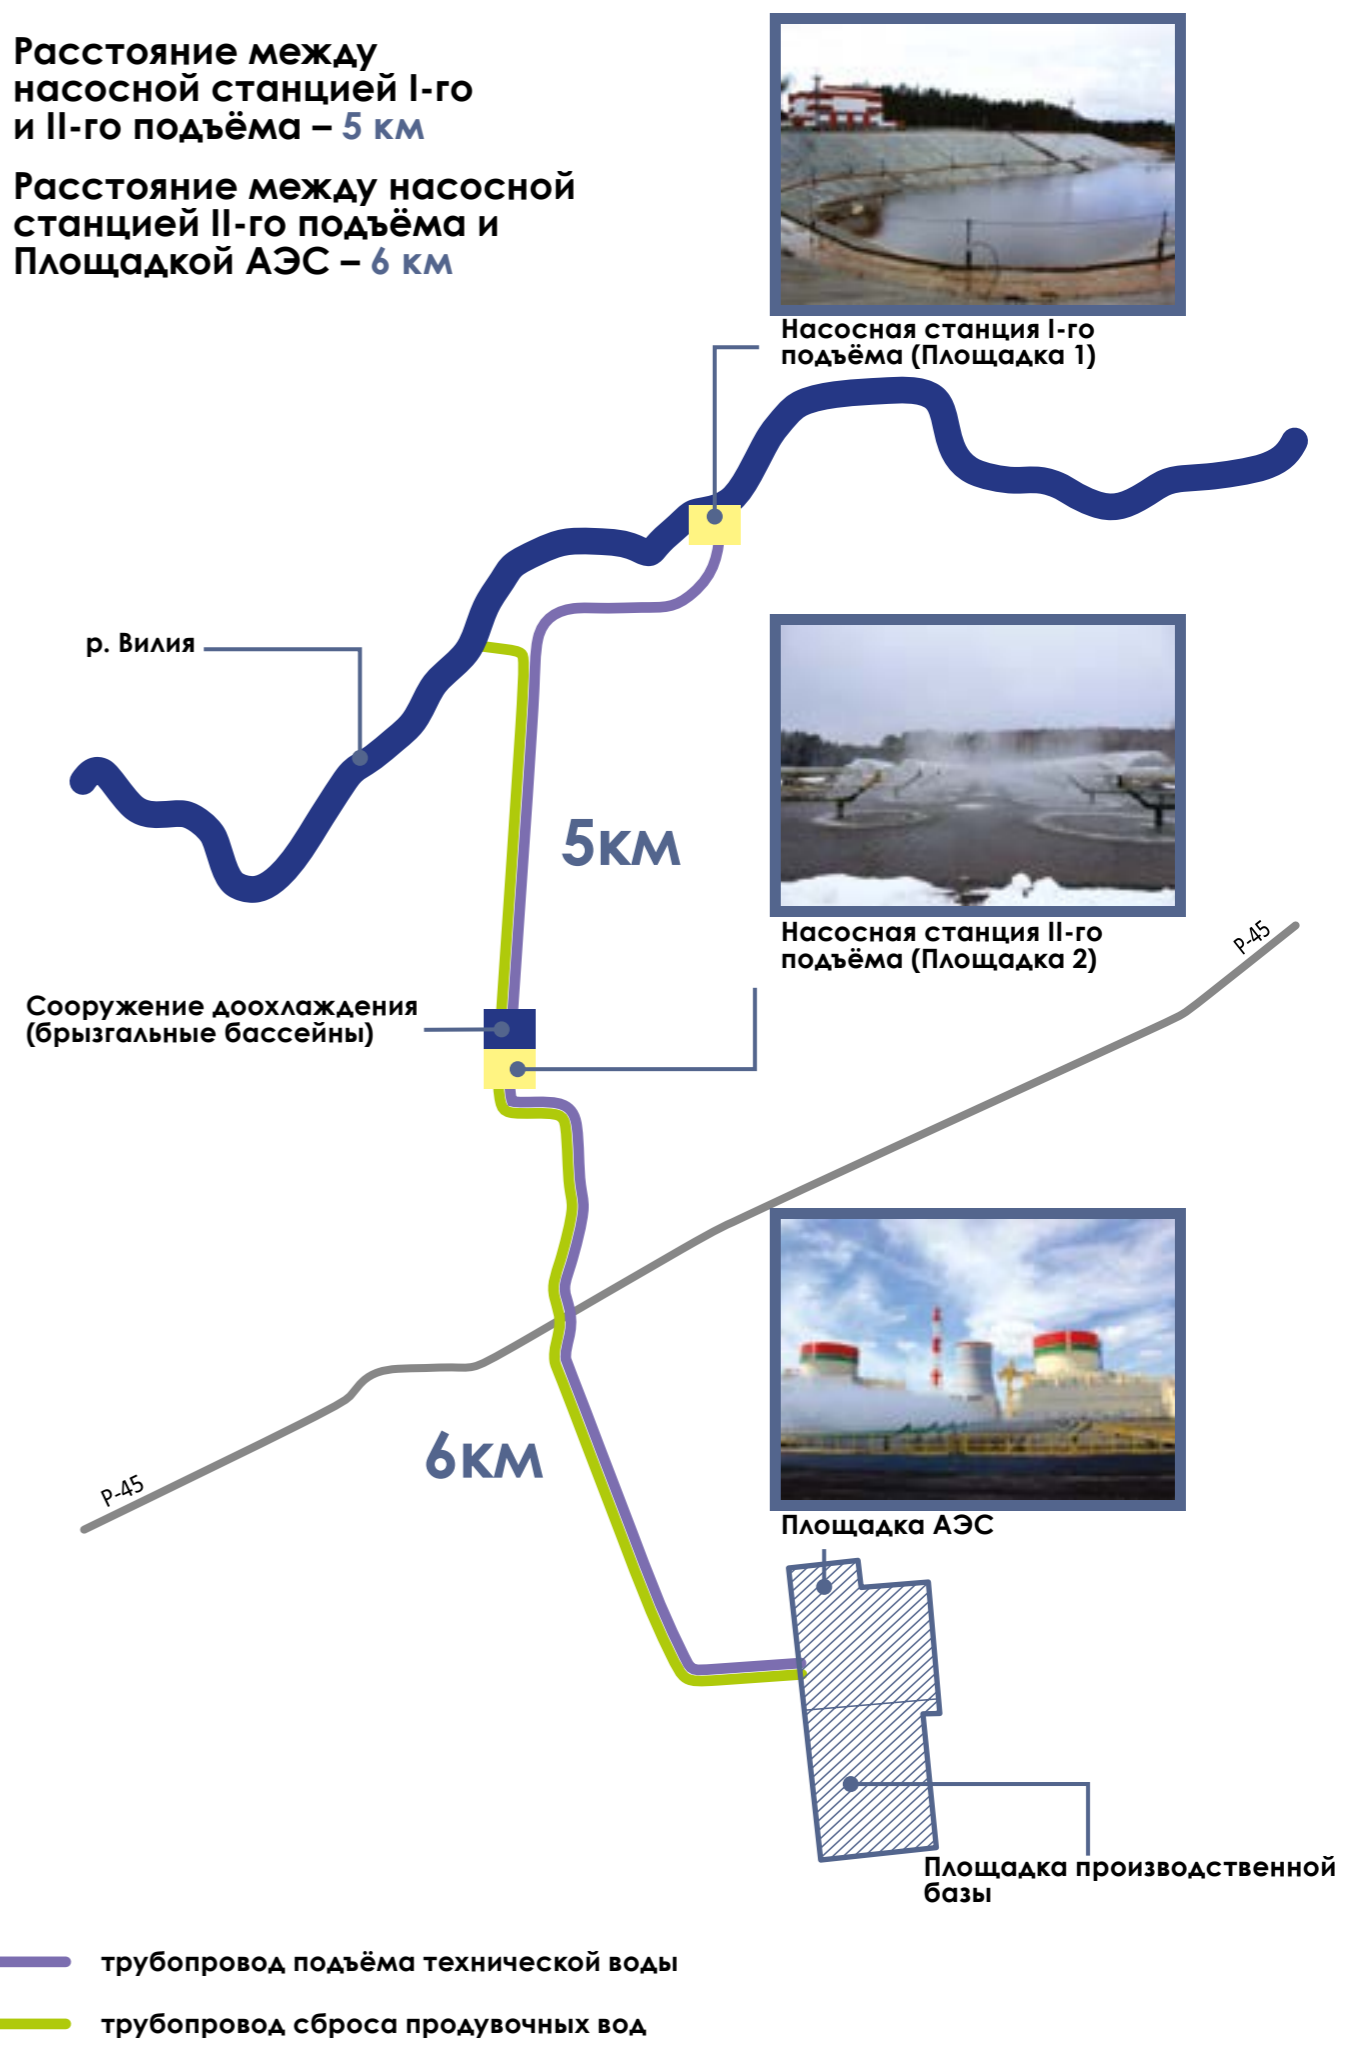 Расстояние между
насосной станцией I-го
и II-го подъёма – 5 км
Расстояние между насосной
станцией II-го подъёма и
Площадкой АЭС – 6 км
Насосная станция I-го
подъёма (Площадка 1)
р. Вилия
5км
Насосная станция II-го
подъёма (Площадка 2)
Р-45
Сооружение доохлаждения
(брызгальные бассейны)
6км
Р-45
Площадка АЭС
Площадка производственной
базы
трубопровод подъёма технической воды
трубопровод сброса продувочных вод